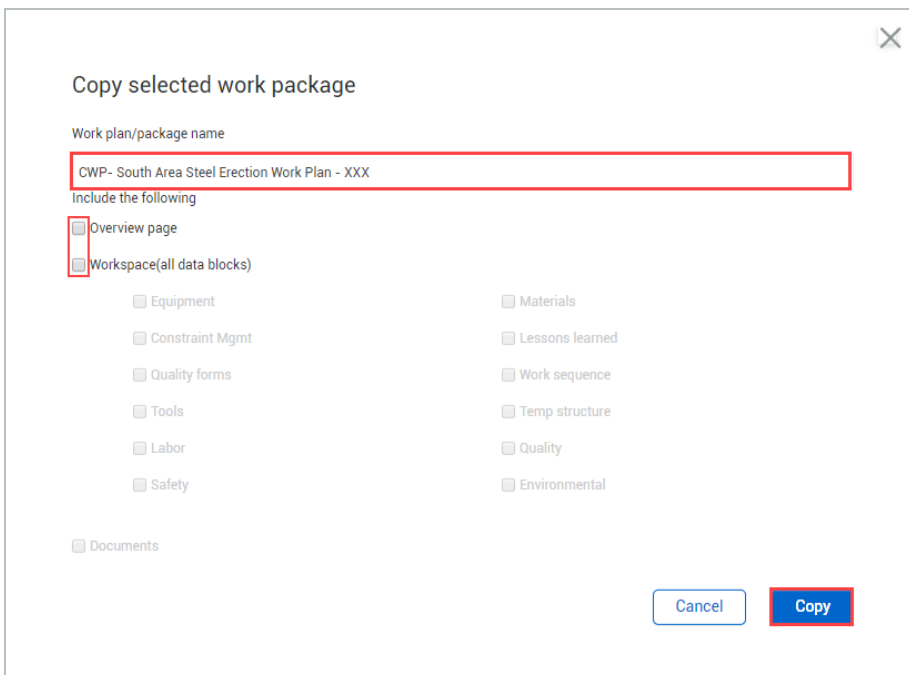 Copy selected work package
Work plan/package name
CWP- South Area Steel Erection Work Plan - XXX
Include the following
Overview page
Workspace(all data blocks)
Equipment
Materials
Constraint Mgmt
Lessons learned
Quality forms
Work sequence
Tools
Temp structure
Labor
Quality
Safety
Environmental
Documents
Cancel
Copy